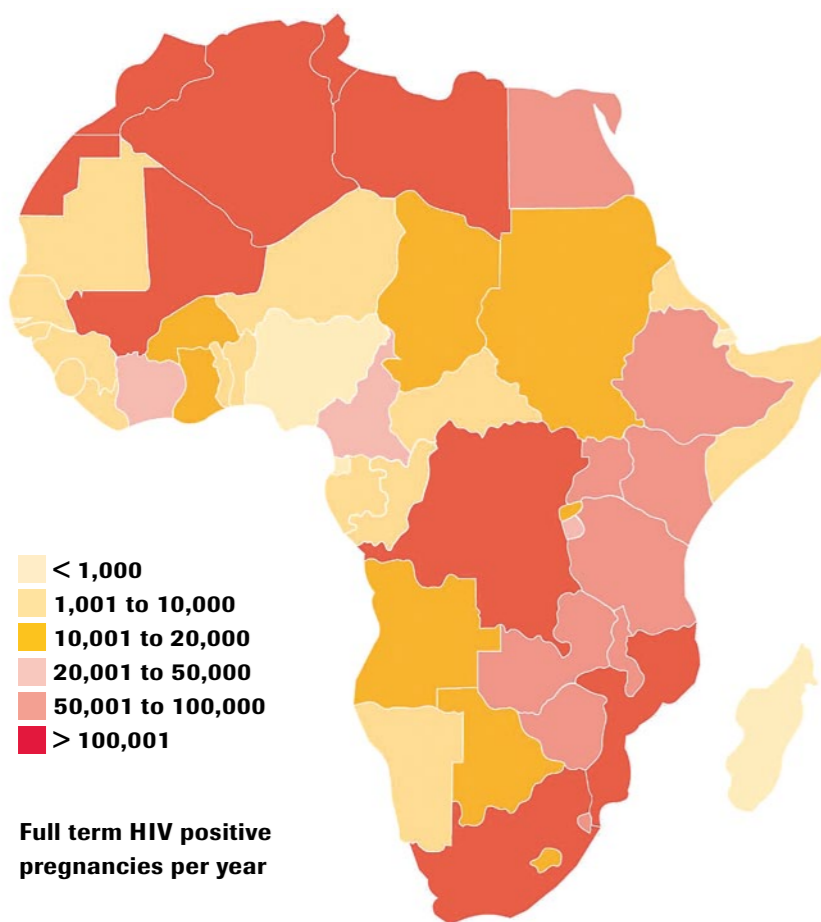 < 1,000
1,001 to 10,000
10,001 to 20,000
20,001 to 50,000
50,001 to 100,000
> 100,001
Full term HIV positive
pregnancies per year